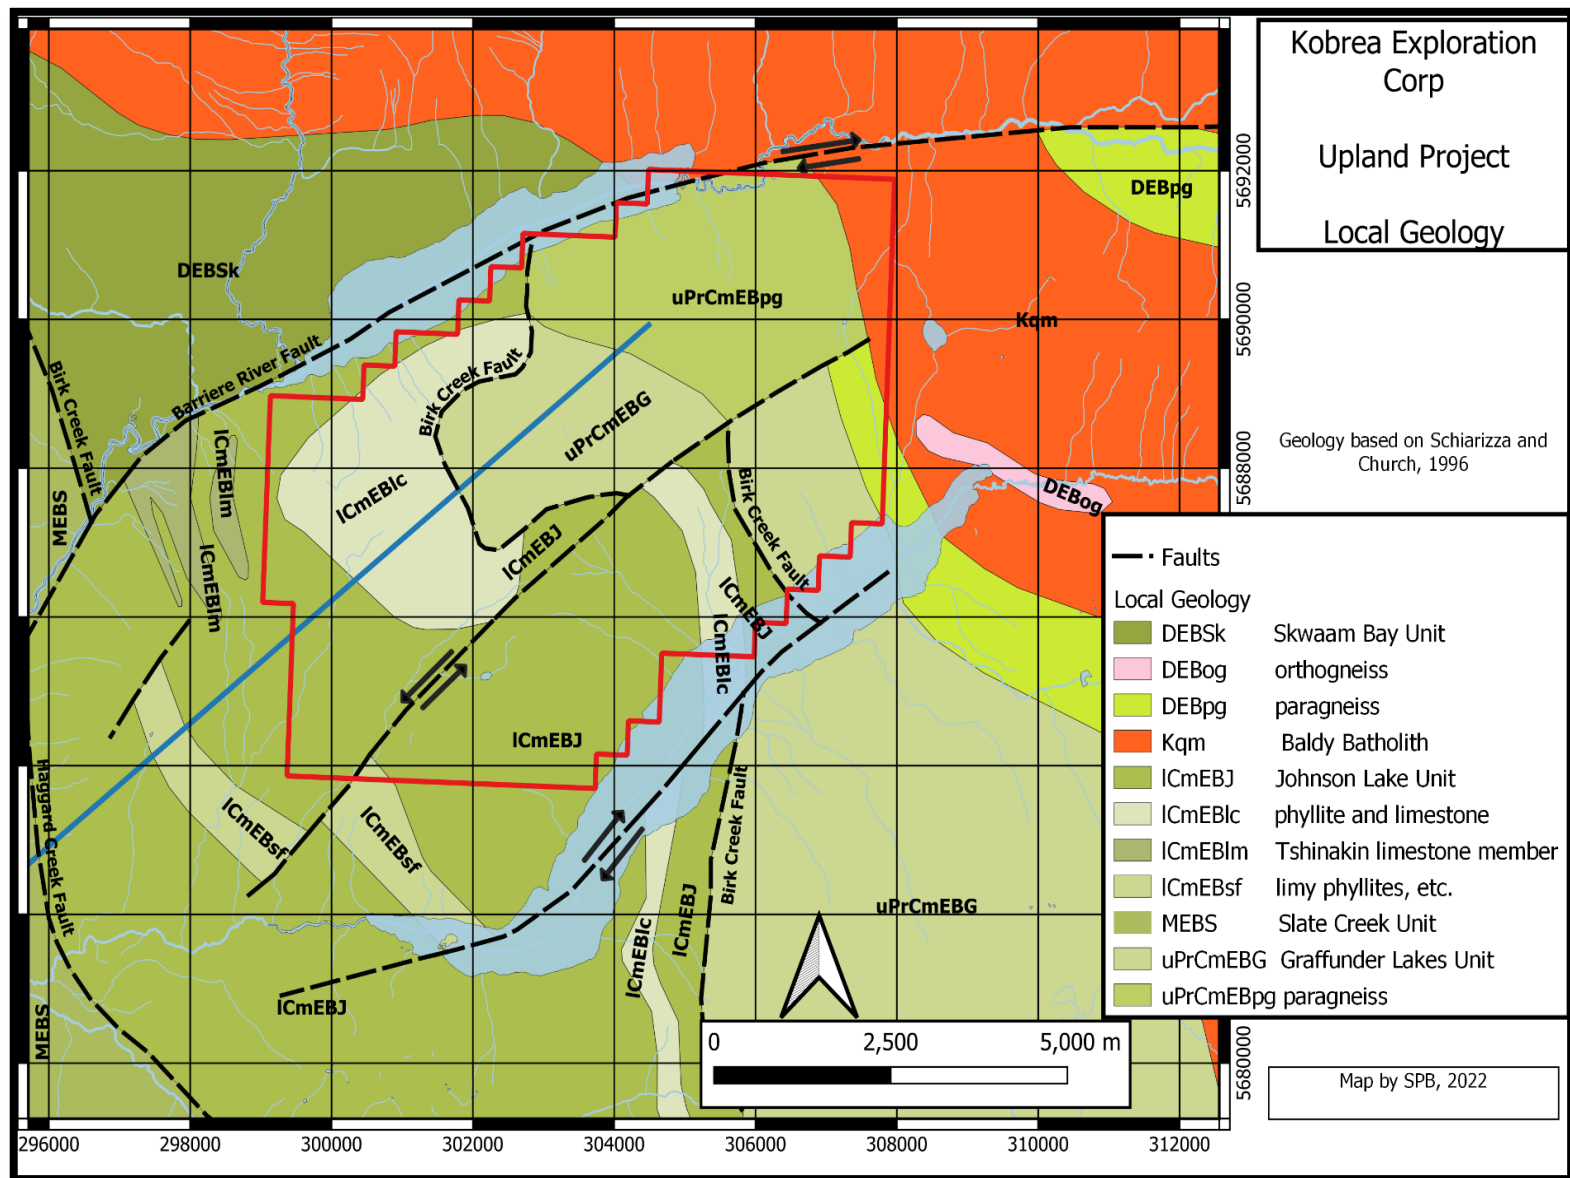 Kobrea Exploration
Corp
Upland Project
Local Geology
Geology based on Schiarizza and
Church, 1996
DEBSk
DEBpg
uPrCmEBpg
Kqm
Birk Creek Fault
Barriere River Fault
Birk Creek Fault
uPrCmEBG
lCmEBlm
lCmEBlc
Birk Creek Fault
DEBog
MEBS
lCmEBJ
lCmEBlm
lCmEBJ
lCmEBlc
lCmEBJ
Haggard Creek Fault
lCmEBsf
lCmEBsf
Birk Creek Fault
uPrCmEBG
lCmEBJ
lCmEBlc
lCmEBJ
MEBS
Faults
Local Geology
DEBSk Skwaam Bay Unit
DEBog orthogneiss
DEBpg paragneiss
Kqm Baldy Batholith
lCmEBJ Johnson Lake Unit
lCmEBlc phyllite and limestone
lCmEBlm Tshinakin limestone member
lCmEBsf limy phyllites, etc.
MEBS Slate Creek Unit
uPrCmEBG Graffunder Lakes Unit
uPrCmEBpg paragneiss
0 2,500 5,000 m
Map by SPB, 2022
5692000
5690000
5688000
5680000
296000 298000 300000 302000 304000 306000 308000 310000 312000